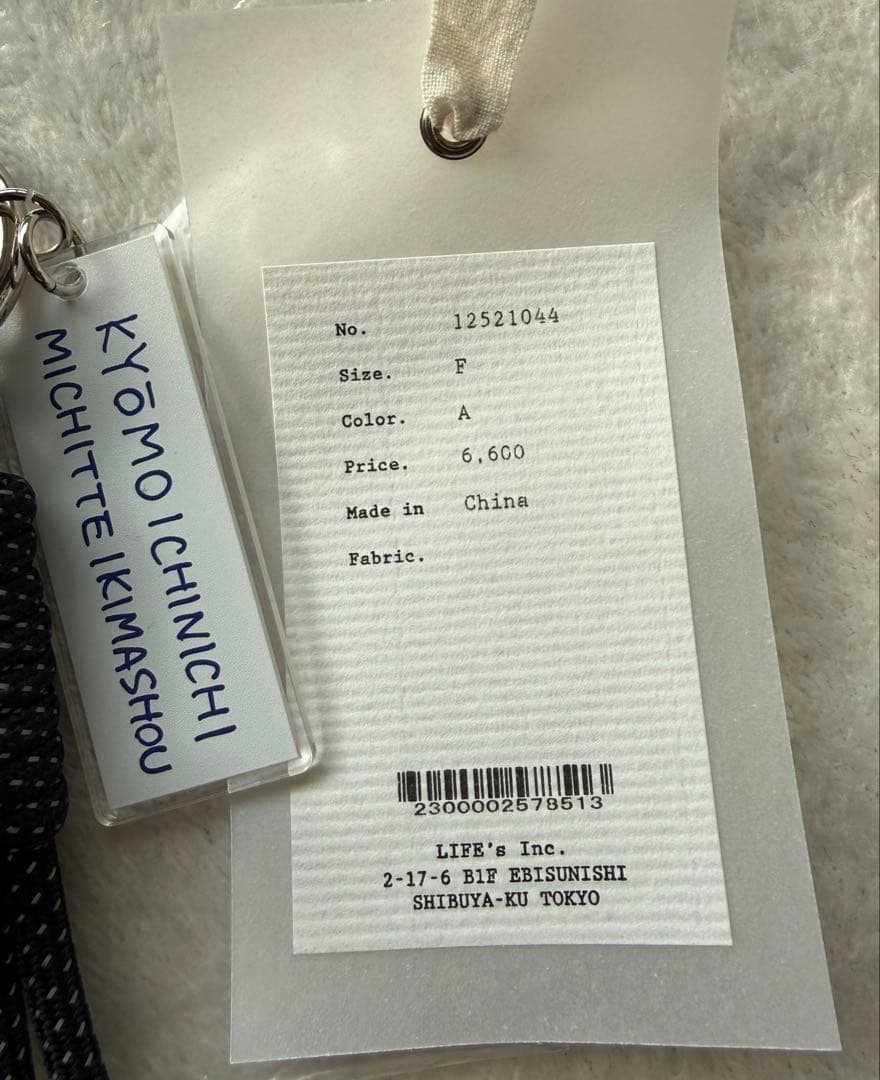 KYŌMO ICHINICHI
MICHITTE IKIMASHOU
No. 12521044
Size. F
Color. A
Price. 6,600
Made in China
Fabric.
2300002578513
LIFE's Inc.
2-17-6 B1F EBISUNISHI
SHIBUYA-KU TOKYO